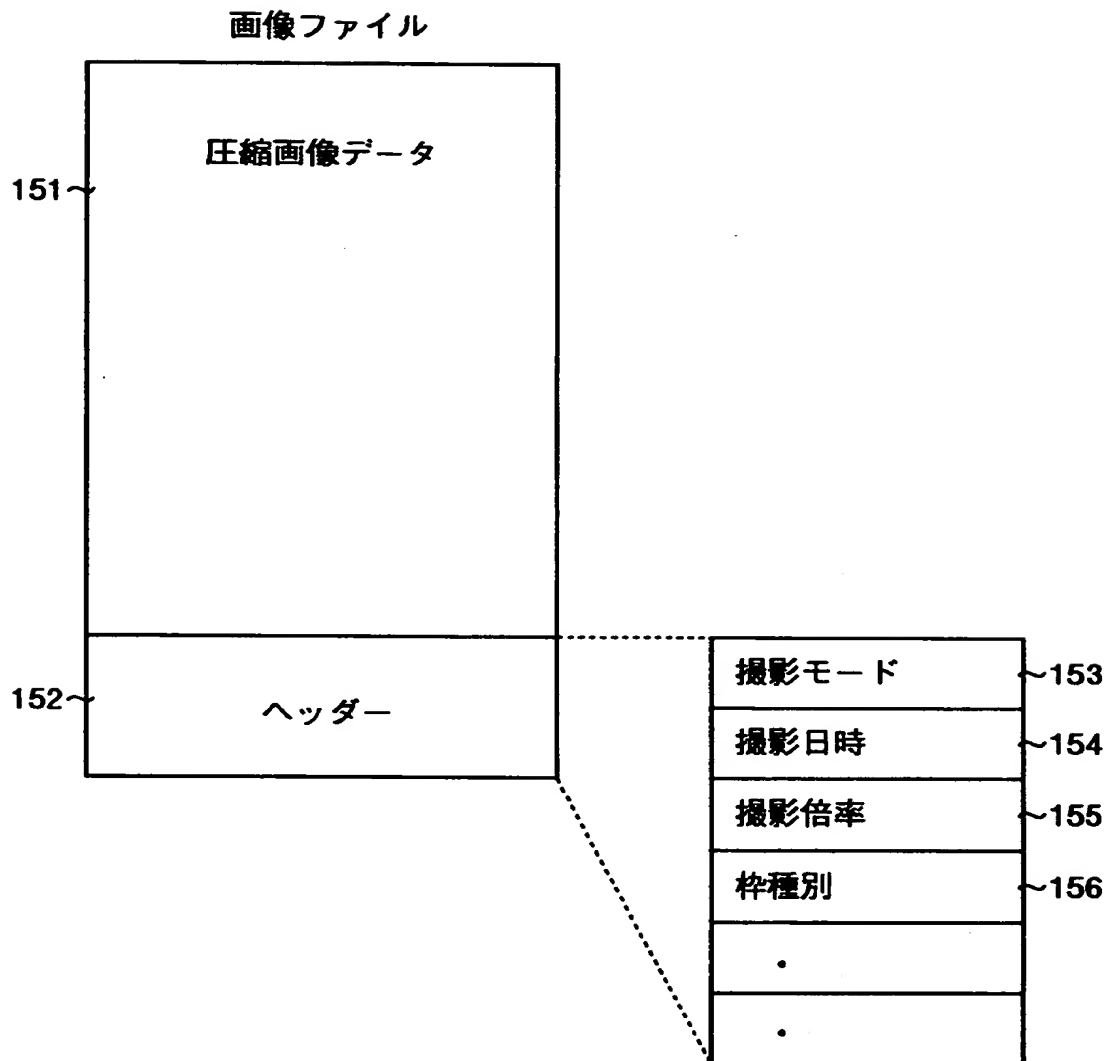 画像ファイル
圧縮画像データ
151
152
ヘッダー
撮影モード
153
撮影日時
154
撮影倍率
155
枠種別
156
・
・